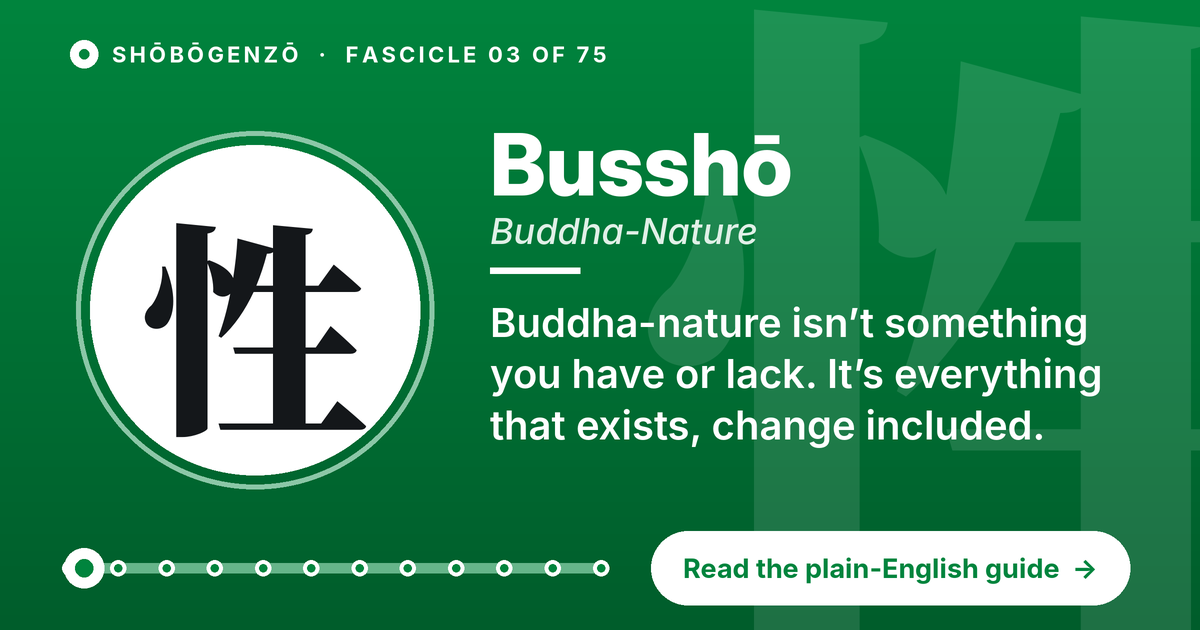 SHŌBŌGENZŌ · FASCICLE 03 OF 75
性
Busshō
Buddha-Nature
Buddha-nature isn’t something
you have or lack. It’s everything
that exists, change included.
Read the plain-English guide →